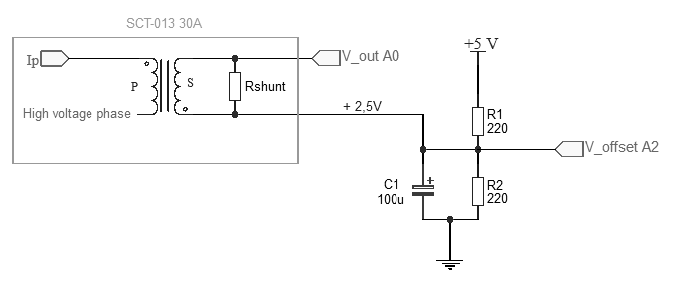 SCT-013 30A
Ip
P
S
Rshunt
High voltage phase
V_out A0
+ 2,5V
+5 V
R1
220
V_offset A2
C1
100u
+
R2
220